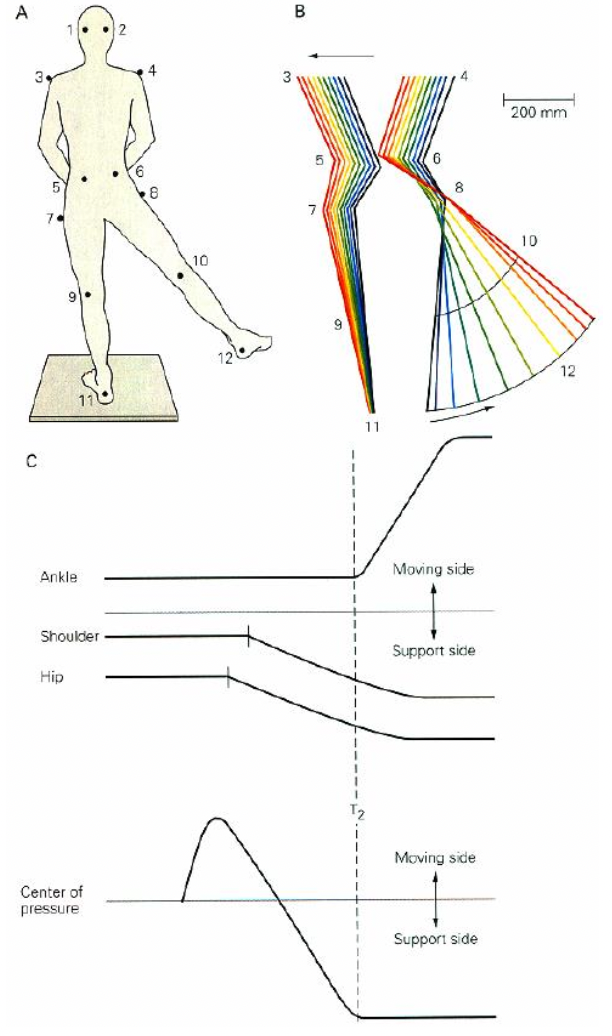 A
1 2
3
4
5
6
7
8
9
10
11
12
B
3
4
200 mm
5
6
7
8
9
10
11
12
C
Ankle
Moving side
Support side
Shoulder
Hip
T2
Center of
pressure
Moving side
Support side